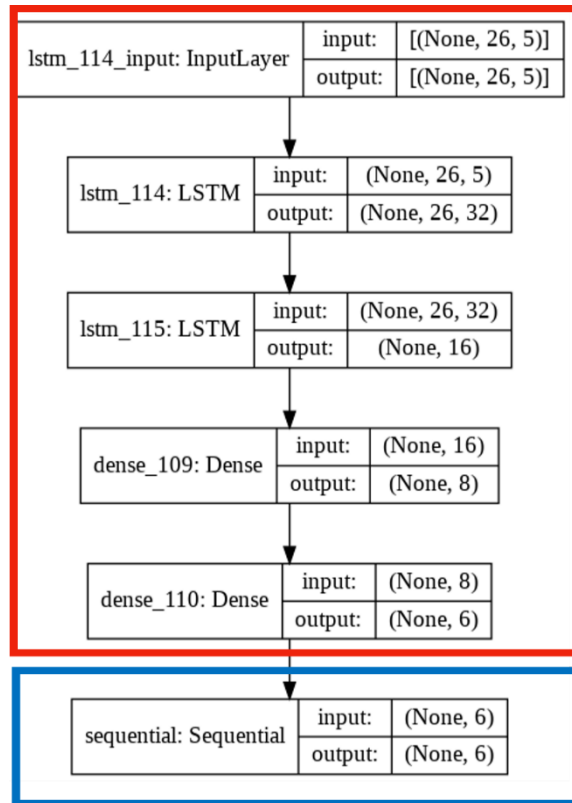 lstm_114_input: InputLayer
input: [(None, 26, 5)]
output: [(None, 26, 5)]
lstm_114: LSTM
input: (None, 26, 5)
output: (None, 26, 32)
lstm_115: LSTM
input: (None, 26, 32)
output: (None, 16)
dense_109: Dense
input: (None, 16)
output: (None, 8)
dense_110: Dense
input: (None, 8)
output: (None, 6)
sequential: Sequential
input: (None, 6)
output: (None, 6)